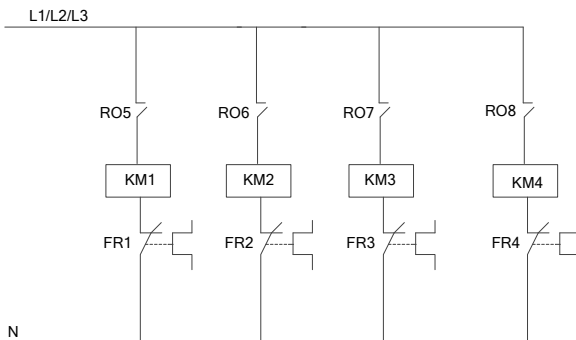 L1/L2/L3
RO5 RO6 RO7 RO8
KM1 KM2 KM3 KM4
FR1 FR2 FR3 FR4
N